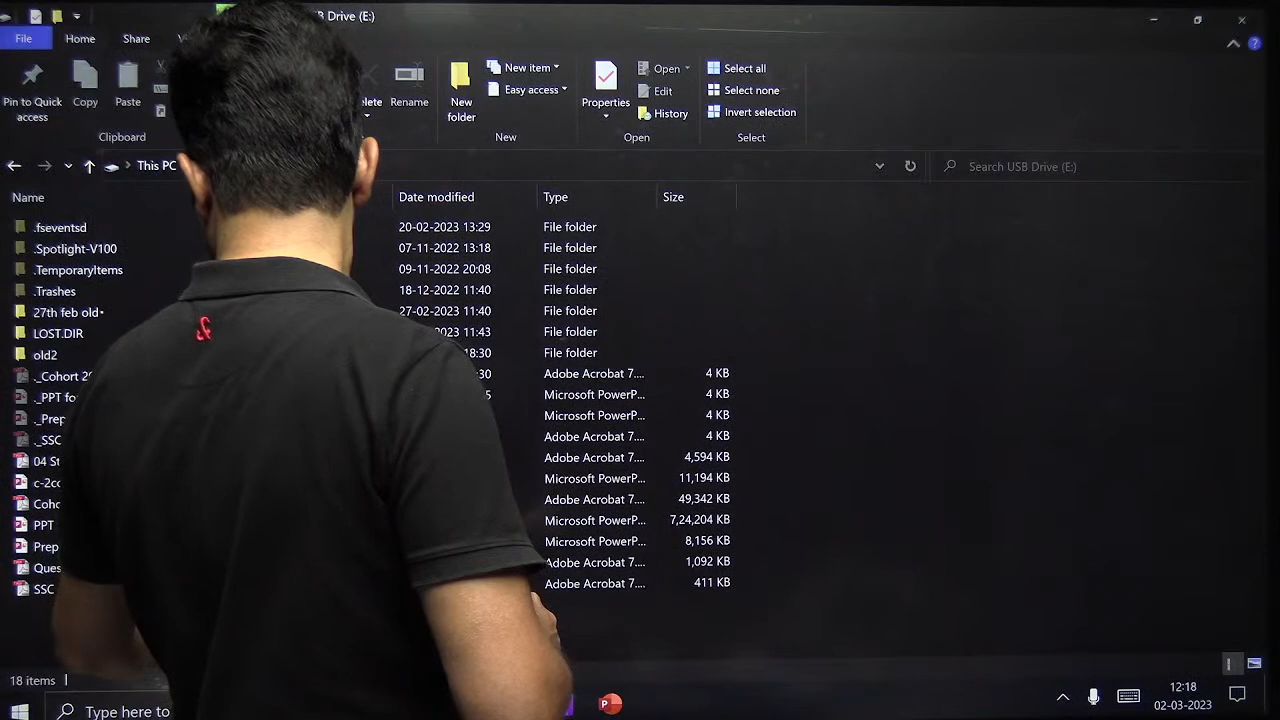 USB Drive (E:)
File Home Share
Pin to Quick access
Copy
Paste
Rename
New folder
New item
Easy access
Properties
Open
Edit
History
Select all
Select none
Invert selection
Clipboard New Open Select
This PC
Search USB Drive (E:)
Name Date modified Type Size
.fseventsd 20-02-2023 13:29 File folder
.Spotlight-V100 07-11-2022 13:18 File folder
.TemporaryItems 09-11-2022 20:08 File folder
.Trashes 18-12-2022 11:40 File folder
27th feb old 27-02-2023 11:40 File folder
LOST.DIR 2023 11:43 File folder
old2 18:30 File folder
._Cohort Adobe Acrobat 7.... 4 KB
._PPT Microsoft PowerP... 4 KB
._Prep Microsoft PowerP... 4 KB
._SSC Adobe Acrobat 7.... 4 KB
04 Adobe Acrobat 7.... 4,594 KB
Microsoft PowerP... 11,194 KB
Adobe Acrobat 7.... 49,342 KB
PPT Microsoft PowerP... 7,24,204 KB
Prep Microsoft PowerP... 8,156 KB
Adobe Acrobat 7.... 1,092 KB
SSC Adobe Acrobat 7.... 411 KB
18 items
Type here to
12:18
02-03-2023